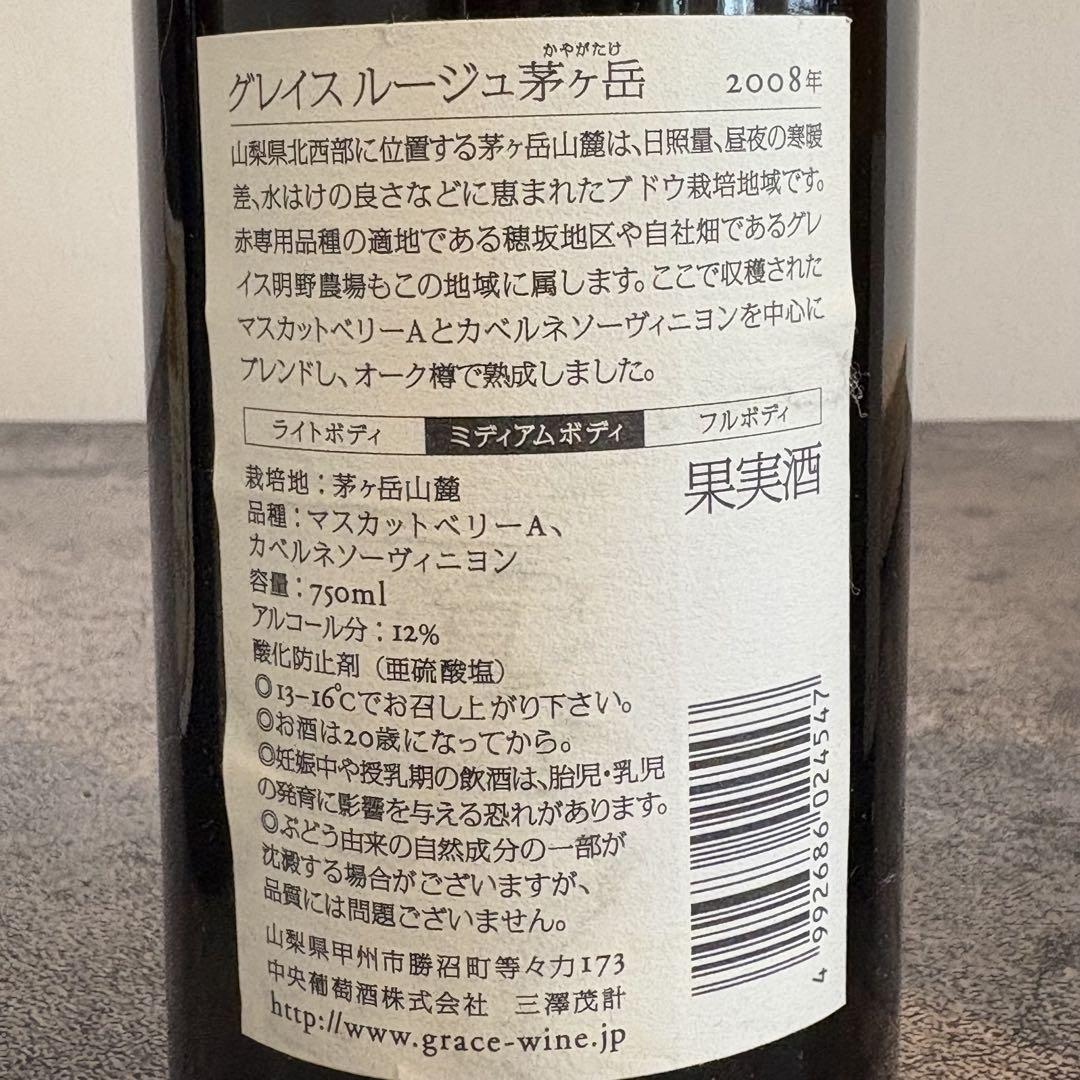 かやがたけ
グレイス ルージュ茅ヶ岳 2008年
山梨県北西部に位置する茅ヶ岳山麓は、日照量、昼夜の寒暖
差、水はけの良さなどに恵まれたブドウ栽培地域です。
赤専用品種の適地である穂坂地区や自社畑であるグレ
イス明野農場もこの地域に属します。ここで収穫された
マスカットベリーAとカベルネソーヴィニヨンを中心に
ブレンドし、オーク樽で熟成しました。
ライトボディ ミディアムボディ フルボディ
果実酒
栽培地：茅ヶ岳山麓
品種：マスカットベリーA、
カベルネソーヴィニヨン
容量：750ml
アルコール分：12%
酸化防止剤（亜硫酸塩）
◎13–16℃でお召し上がり下さい。
◎お酒は20歳になってから。
◎妊娠中や授乳期の飲酒は、胎児・乳児
の発育に影響を与える恐れがあります。
◎ぶどう由来の自然成分の一部が
沈澱する場合がございますが、
品質には問題ございません。
山梨県甲州市勝沼町等々力173
中央葡萄酒株式会社 三澤茂計
http://www.grace-wine.jp
4 992686 024547